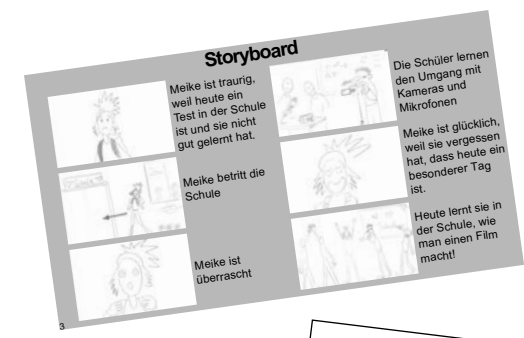 Storyboard
Meike ist traurig,
weil heute ein
Test in der Schule
ist und sie nicht
gut gelernt hat.
Meike betritt die
Schule
Meike ist
überrascht
Die Schüler lernen
den Umgang mit
Kameras und
Mikrofonen
Meike ist glücklich,
weil sie vergessen
hat, dass heute ein
besonderer Tag
ist.
Heute lernt sie in
der Schule, wie
man einen Film
macht!
3